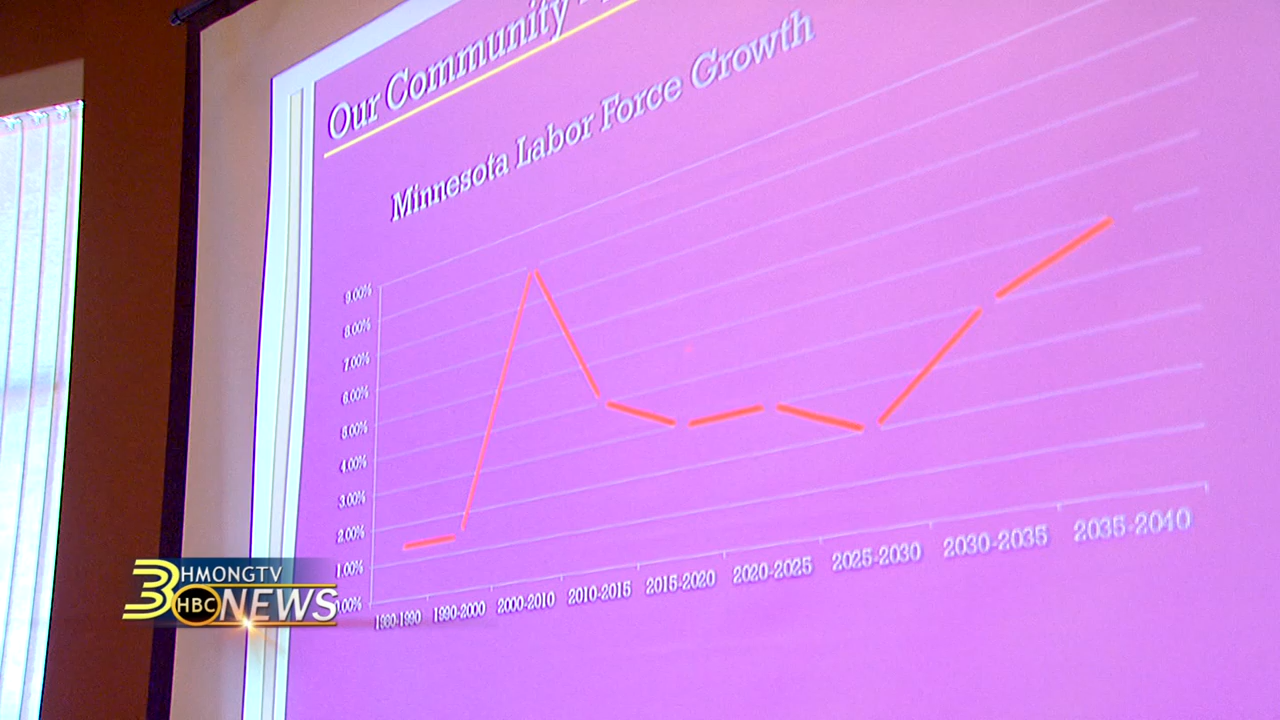 Our Community
Minnesota Labor Force Growth
9.00%
8.00%
7.00%
6.00%
5.00%
4.00%
3.00%
2.00%
1.00%
0.00%
1980-1990 1990-2000 2000-2010 2010-2015 2015-2020 2020-2025 2025-2030 2030-2035 2035-2040
3 HMONGTV
HBC NEWS